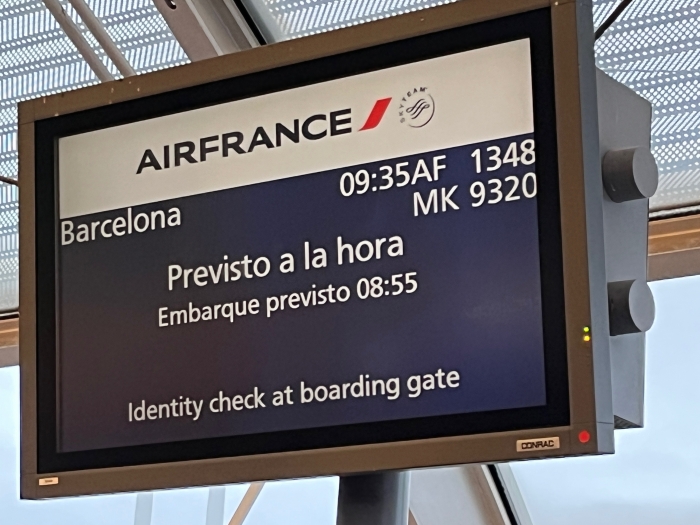 AIRFRANCE SKYTEAM
09:35AF 1348
Barcelona MK 9320
Previsto a la hora
Embarque previsto 08:55
Identity check at boarding gate
CONRAC